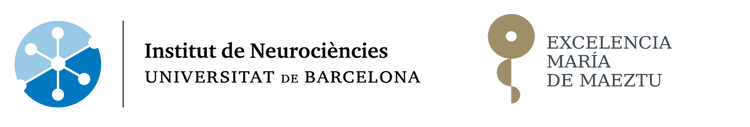 Institut de Neurociències
UNIVERSITAT DE BARCELONA
EXCELENCIA
MARÍA
DE MAEZTU